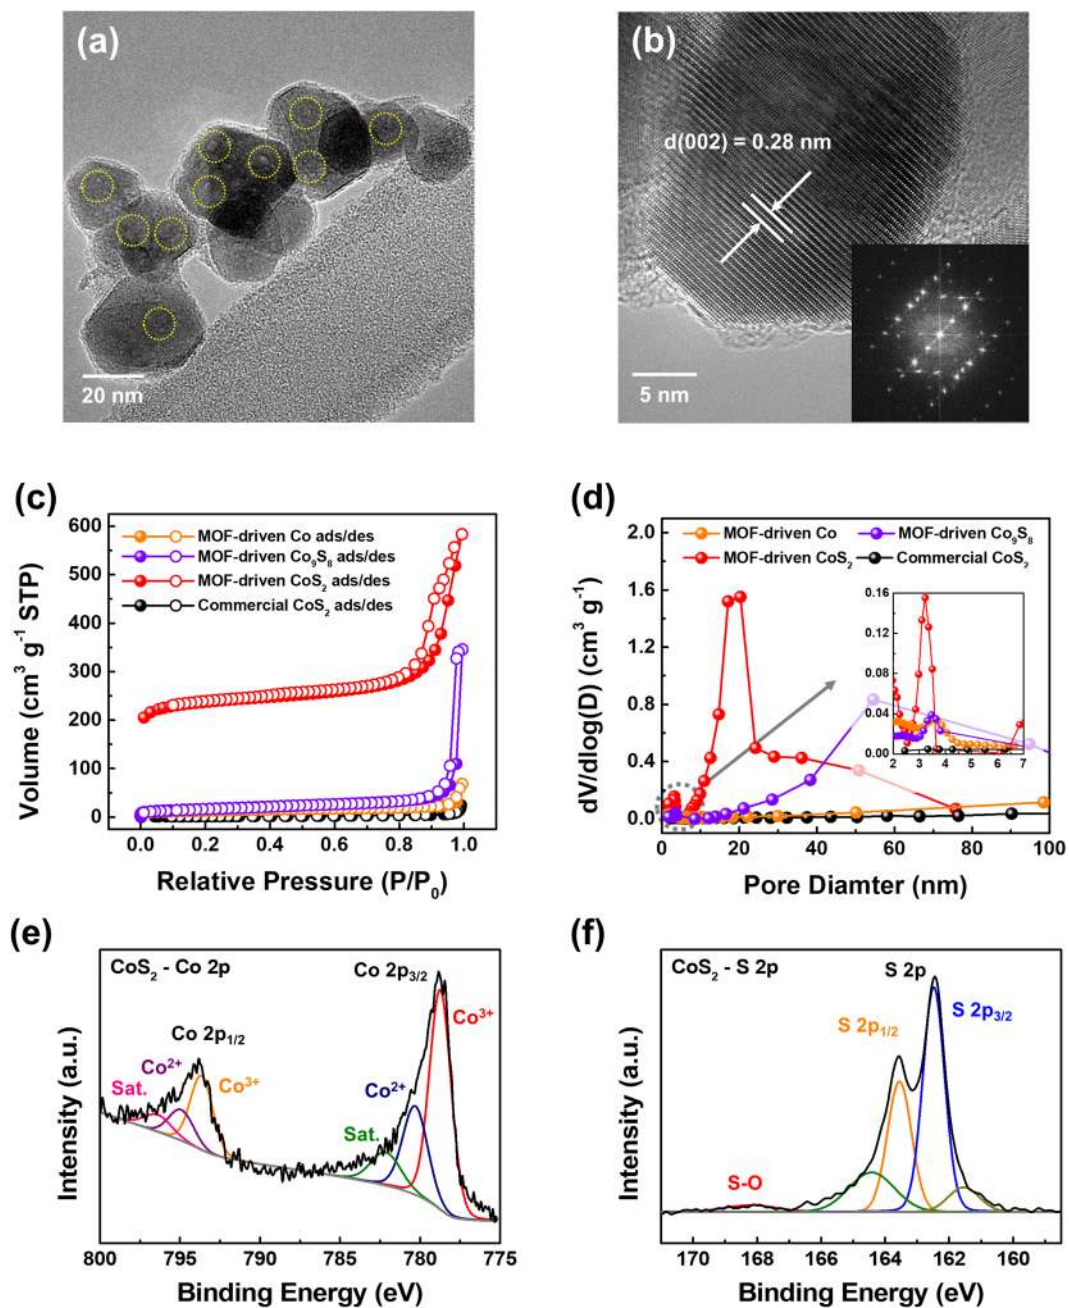 (a)
20 nm
(b)
d(002) = 0.28 nm
5 nm
(c)
Volume (cm³ g⁻¹ STP)
600
500
400
300
200
100
0
MOF-driven Co ads/des
MOF-driven Co₉S₈ ads/des
MOF-driven CoS₂ ads/des
Commercial CoS₂ ads/des
0.0 0.2 0.4 0.6 0.8 1.0
Relative Pressure (P/P₀)
(d)
dV/dlog(D) (cm³ g⁻¹)
2.0
1.6
1.2
0.8
0.4
0.0
MOF-driven Co
MOF-driven Co₉S₈
MOF-driven CoS₂
Commercial CoS₂
0.16
0.12
0.08
0.04
0.00
2 3 4 5 6 7
0 20 40 60 80 100
Pore Diamter (nm)
(e)
Intensity (a.u.)
CoS₂ - Co 2p
Co 2p₃/₂
Co³⁺
Co 2p₁/₂
Co²⁺
Sat.
Co³⁺
Co²⁺
Sat.
800 795 790 785 780 775
Binding Energy (eV)
(f)
Intensity (a.u.)
CoS₂ - S 2p
S 2p
S 2p₁/₂
S 2p₃/₂
S-O
170 168 166 164 162 160
Binding Energy (eV)